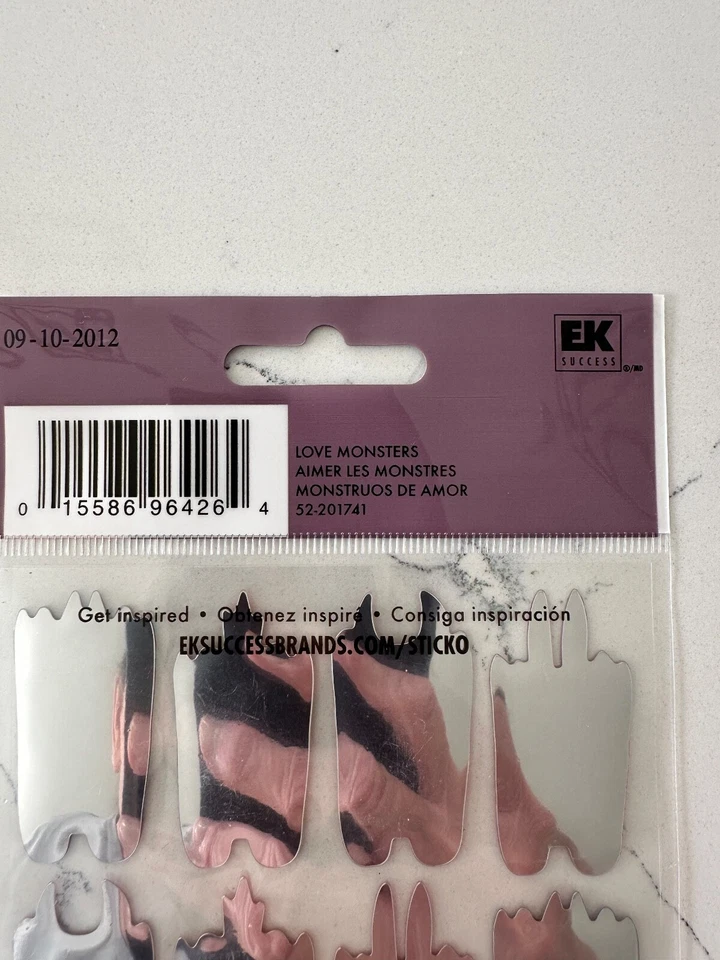 09-10-2012
EK
SUCCESS
®/MD
LOVE MONSTERS
AIMER LES MONSTRES
MONSTRUOS DE AMOR
52-201741
0 15586 96426 4
Get inspired • Obtenez inspiré • Consiga inspiración
EKSUCCESSBRANDS.COM/STICKO